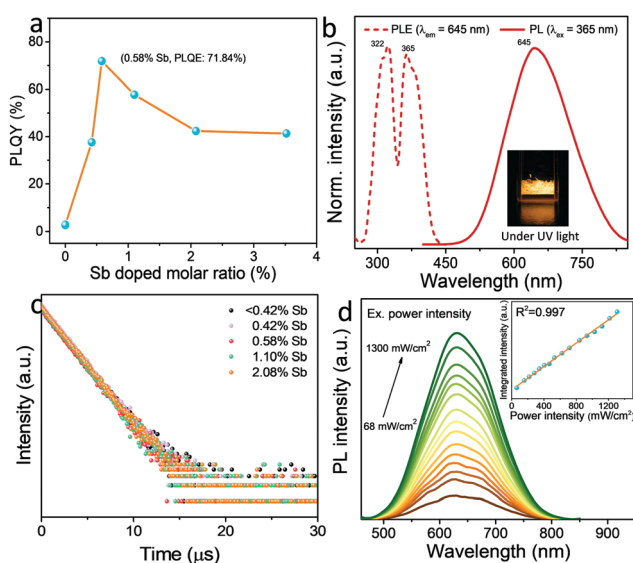 a
PLQY (%)
80
60
40
20
0
(0.58% Sb, PLQE: 71.84%)
0 1 2 3 4
Sb doped molar ratio (%)
b
PLE (λem = 645 nm) PL (λex = 365 nm)
Norm. intensity (a.u.)
322 365 645
Under UV light
300 450 600 750
Wavelength (nm)
c
Intensity (a.u.)
<0.42% Sb
0.42% Sb
0.58% Sb
1.10% Sb
2.08% Sb
0 10 20 30
Time (μs)
d
PL intensity (a.u.)
Ex. power intensity
1300 mW/cm²
68 mW/cm²
500 600 700 800 900
Wavelength (nm)
Integrated intensity (a.u.)
R²=0.997
0 400 800 1200
Power intensity (mW/cm²)